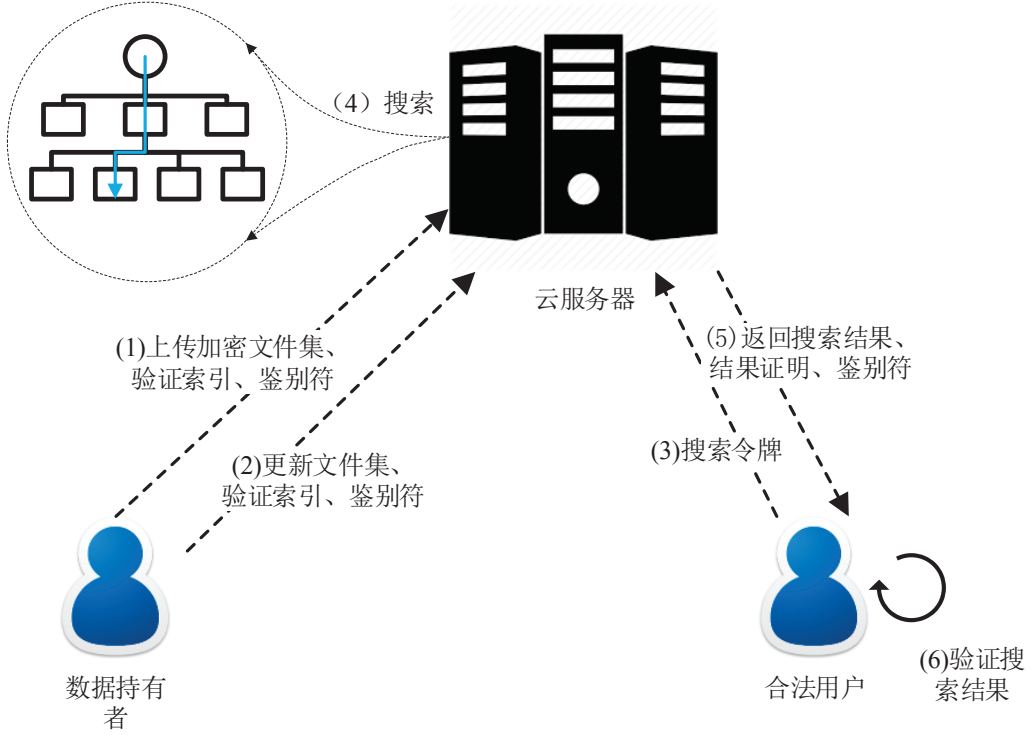 （4）搜索
云服务器
(1)上传加密文件集、
验证索引、鉴别符
(5)返回搜索结果、
结果证明、鉴别符
(2)更新文件集、
验证索引、鉴别符
(3)搜索令牌
数据持有
者
合法用户
(6)验证搜
索结果